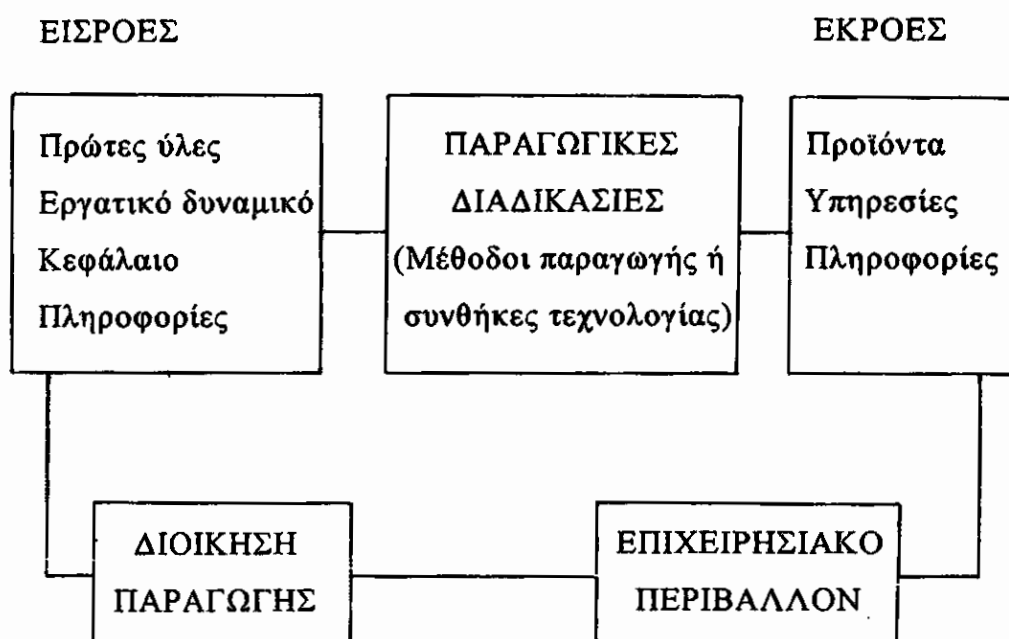 ΕΙΣΡΟΕΣ
ΕΚΡΟΕΣ
Πρώτες ύλες
Εργατικό δυναμικό
Κεφάλαιο
Πληροφορίες
ΠΑΡΑΓΩΓΙΚΕΣ
ΔΙΑΔΙΚΑΣΙΕΣ
(Μέθοδοι παραγωγής ή
συνθήκες τεχνολογίας)
Προϊόντα
Υπηρεσίες
Πληροφορίες
ΔΙΟΙΚΗΣΗ
ΠΑΡΑΓΩΓΗΣ
ΕΠΙΧΕΙΡΗΣΙΑΚΟ
ΠΕΡΙΒΑΛΛΟΝ